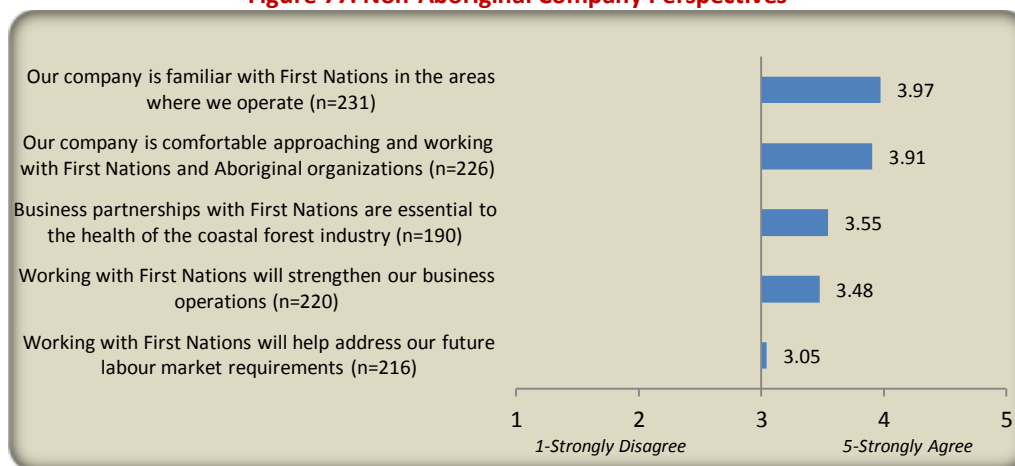 Figure 77: Non-Aboriginal Company Perspectives
Our company is familiar with First Nations in the areas
where we operate (n=231)
3.97
Our company is comfortable approaching and working
with First Nations and Aboriginal organizations (n=226)
3.91
Business partnerships with First Nations are essential to
the health of the coastal forest industry (n=190)
3.55
Working with First Nations will strengthen our business
operations (n=220)
3.48
Working with First Nations will help address our future
labour market requirements (n=216)
3.05
1 2 3 4 5
1-Strongly Disagree 5-Strongly Agree